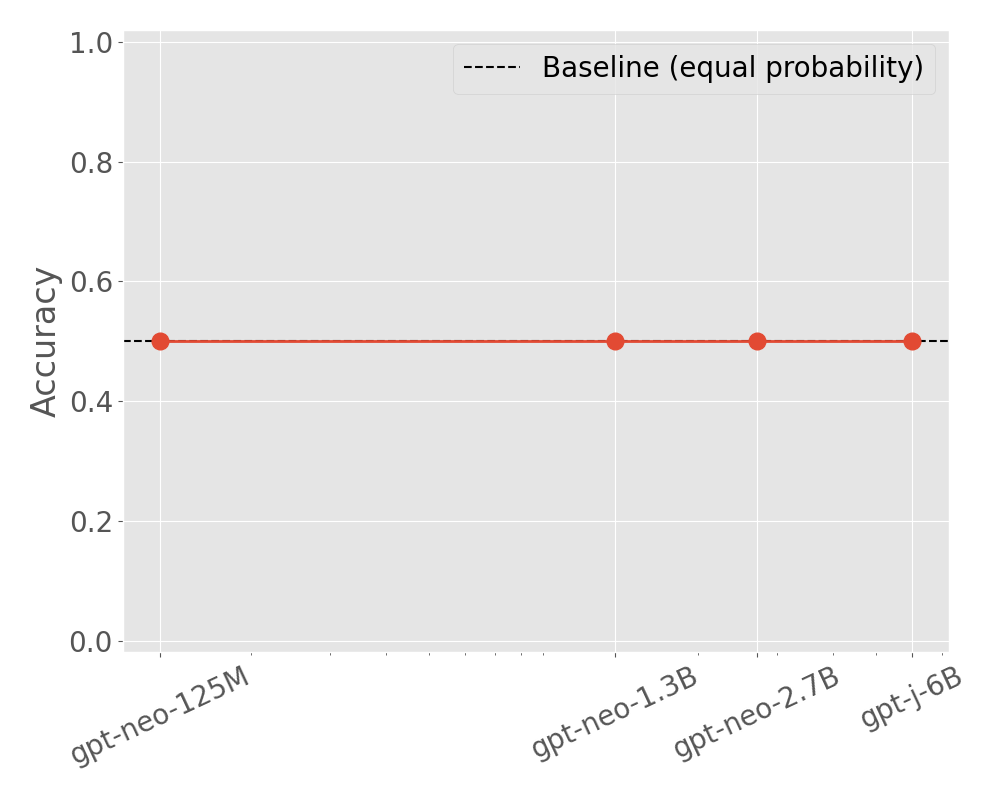 Baseline (equal probability)
Accuracy
1.0
0.8
0.6
0.4
0.2
0.0
gpt-neo-125M
gpt-neo-1.3B
gpt-neo-2.7B
gpt-j-6B